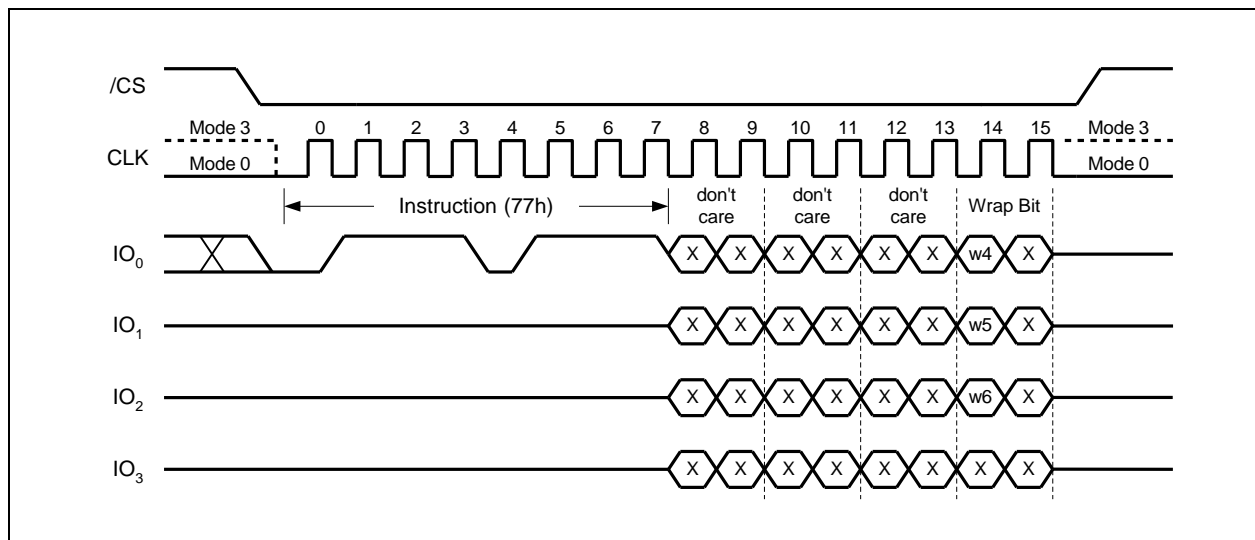 /CS
Mode 3 0 1 2 3 4 5 6 7 8 9 10 11 12 13 14 15 Mode 3
CLK Mode 0 Mode 0
Instruction (77h) don't care don't care don't care Wrap Bit
IO0 X X X X X X w4 X
IO1 X X X X X X w5 X
IO2 X X X X X X w6 X
IO3 X X X X X X X X